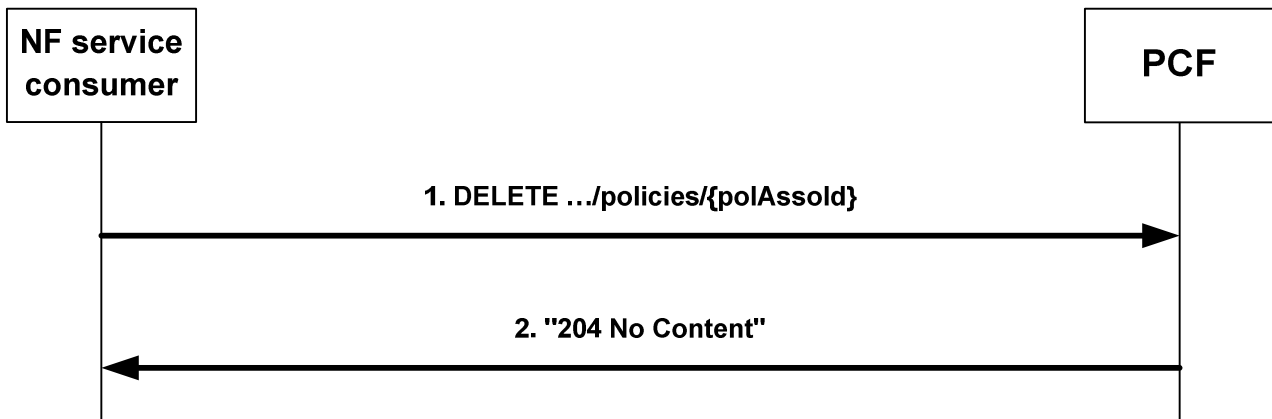 NF service
consumer
PCF
1. DELETE …/policies/{polAssoId}
2. "204 No Content"